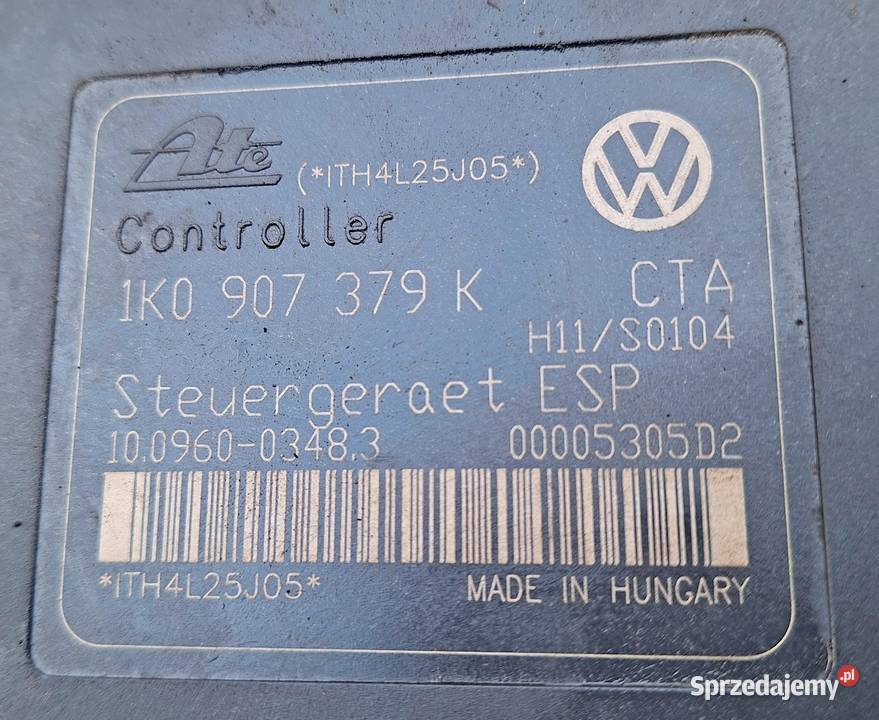 Ate (*ITH4L25J05*)
Controller
1K0 907 379 K CTA
H11/S0104
Steuergeraet ESP
10.0960-0348.3 00005305D2
*ITH4L25J05* MADE IN HUNGARY
Sprzedajemy.pl